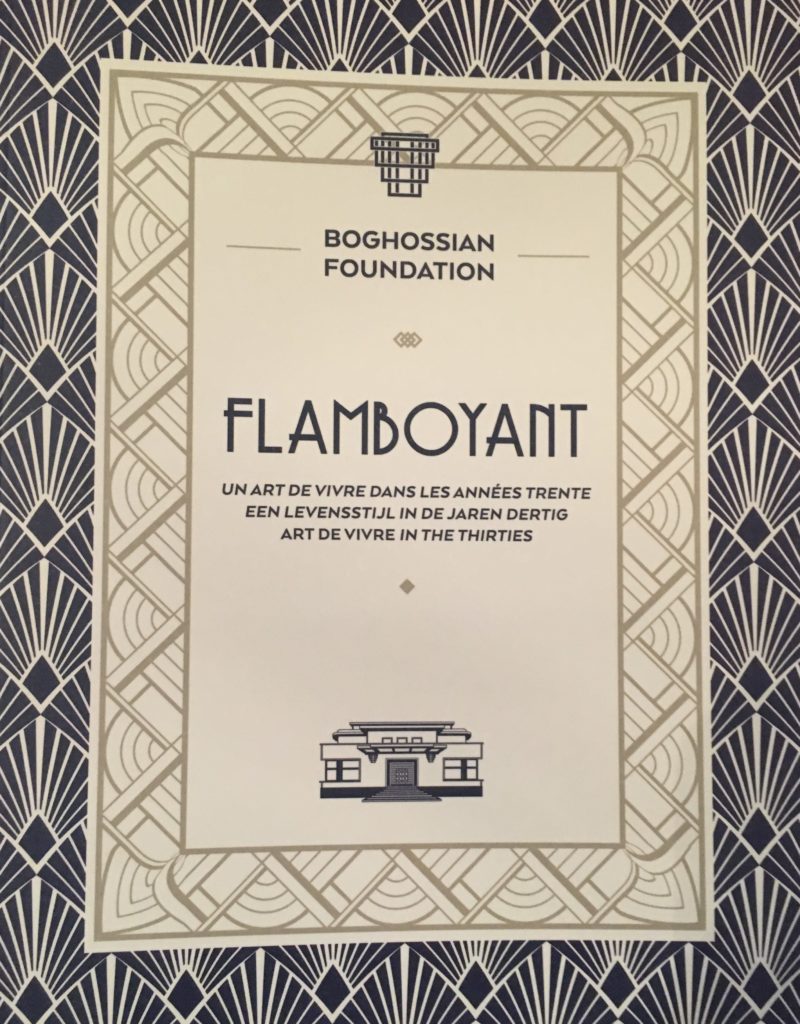 BOGHOSSIAN
FOUNDATION
FLAMBOYANT
UN ART DE VIVRE DANS LES ANNÉES TRENTE
EEN LEVENSSTIJL IN DE JAREN DERTIG
ART DE VIVRE IN THE THIRTIES